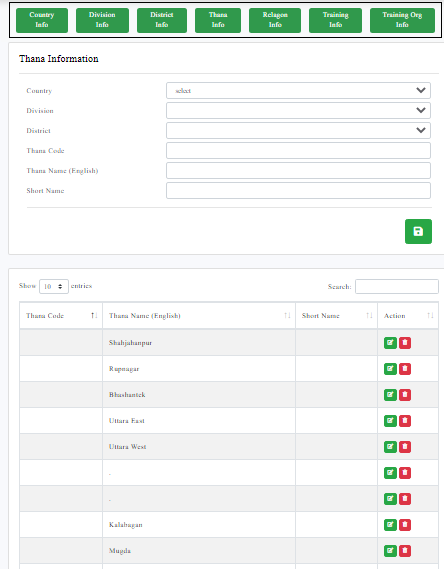 Country Info
Division Info
District Info
Thana Info
Relagon Info
Training Info
Training Org Info
Thana Information
Country
select
Division
District
Thana Code
Thana Name (English)
Short Name
Show 10 entries
Search:
Thana Code Thana Name (English) Short Name Action
Shahjahanpur
Rupnagar
Bhashantek
Uttara East
Uttara West
.
.
Kalabagan
Mugda